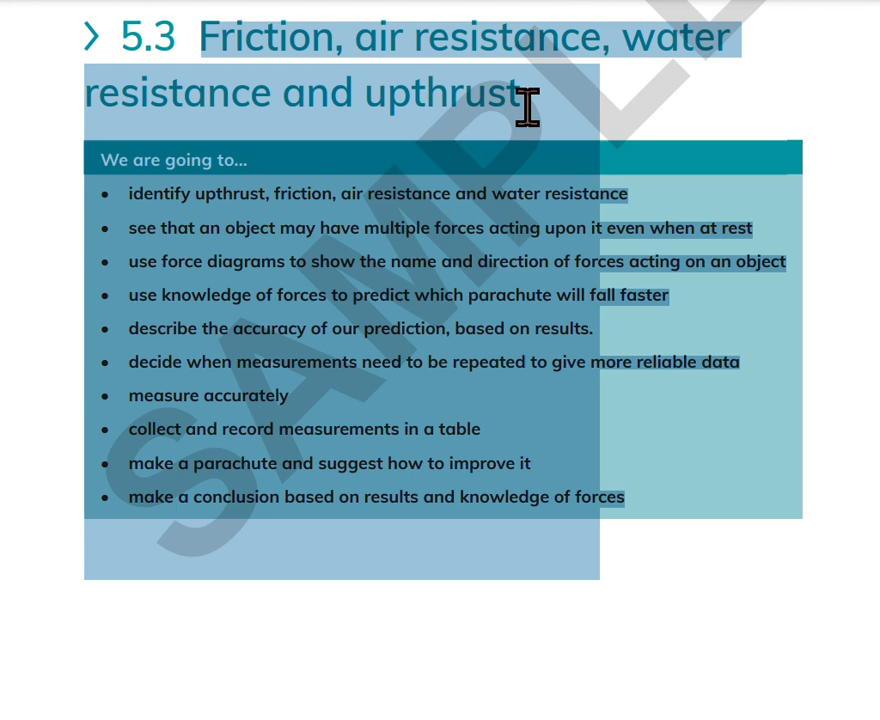 5.3 Friction, air resistance, water
resistance and upthrust
We are going to...
• identify upthrust, friction, air resistance and water resistance
• see that an object may have multiple forces acting upon it even when at rest
• use force diagrams to show the name and direction of forces acting on an object
• use knowledge of forces to predict which parachute will fall faster
• describe the accuracy of our prediction, based on results.
• decide when measurements need to be repeated to give more reliable data
• measure accurately
• collect and record measurements in a table
• make a parachute and suggest how to improve it
• make a conclusion based on results and knowledge of forces
SAMPLE